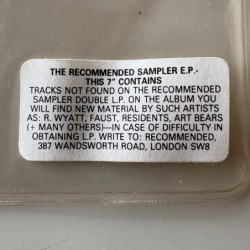 THE RECOMMENDED SAMPLER E.P.-
THIS 7" CONTAINS
TRACKS NOT FOUND ON THE RECOMMENDED
SAMPLER DOUBLE L.P. ON THE ALBUM YOU
WILL FIND NEW MATERIAL BY SUCH ARTISTS
AS: R. WYATT, FAUST, RESIDENTS, ART BEARS
(+ MANY OTHERS)—IN CASE OF DIFFICULTY IN
OBTAINING L.P. WRITE TO: RECOMMENDED,
387 WANDSWORTH ROAD, LONDON SW8